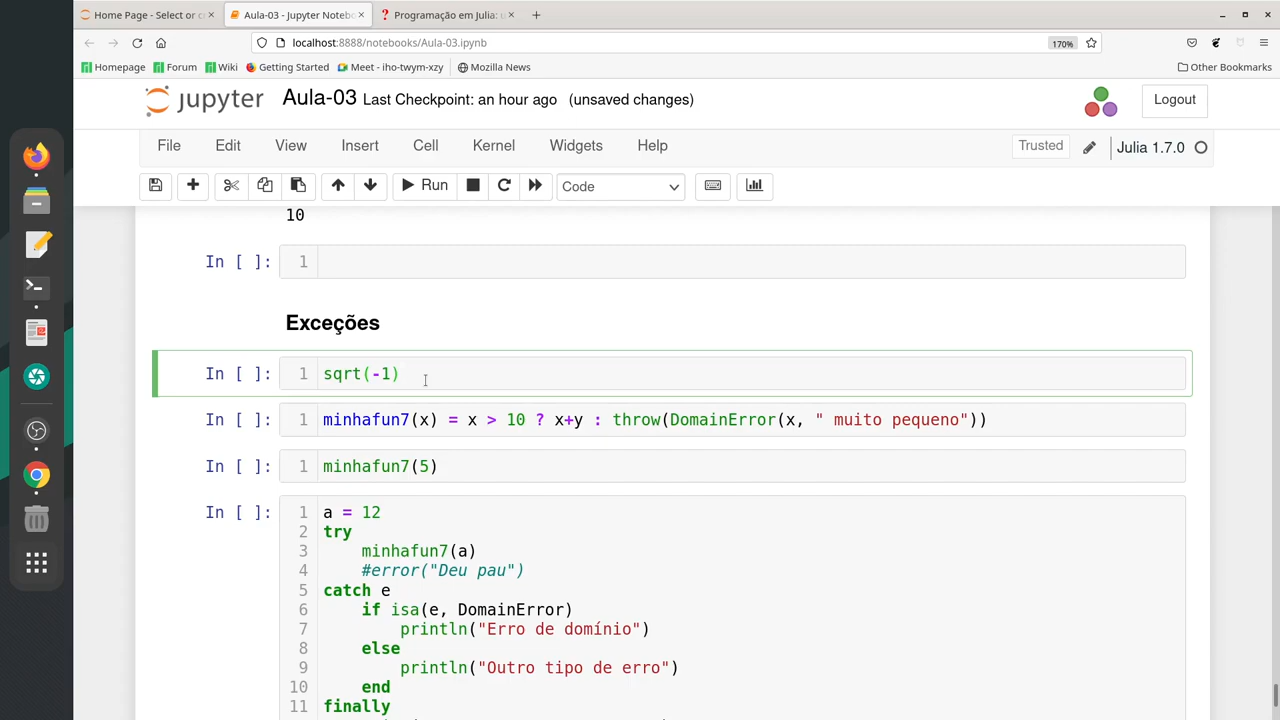 Home Page - Select or c
Aula-03 - Jupyter Notebo
Programação em Julia: u
localhost:8888/notebooks/Aula-03.ipynb
170%
Homepage
Forum
Wiki
Getting Started
Meet - iho-twym-xzy
Mozilla News
Other Bookmarks
jupyter
Aula-03
Last Checkpoint: an hour ago
(unsaved changes)
Logout
File
Edit
View
Insert
Cell
Kernel
Widgets
Help
Trusted
Julia 1.7.0
Run
Code
10
In [ ]:
1
Exceções
In [ ]:
1 sqrt(-1)
In [ ]:
1 minhafun7(x) = x > 10 ? x+y : throw(DomainError(x, " muito pequeno"))
In [ ]:
1 minhafun7(5)
In [ ]:
1 a = 12
2 try
3 minhafun7(a)
4 #error("Deu pau")
5 catch e
6 if isa(e, DomainError)
7 println("Erro de domínio")
8 else
9 println("Outro tipo de erro")
10 end
11 finally